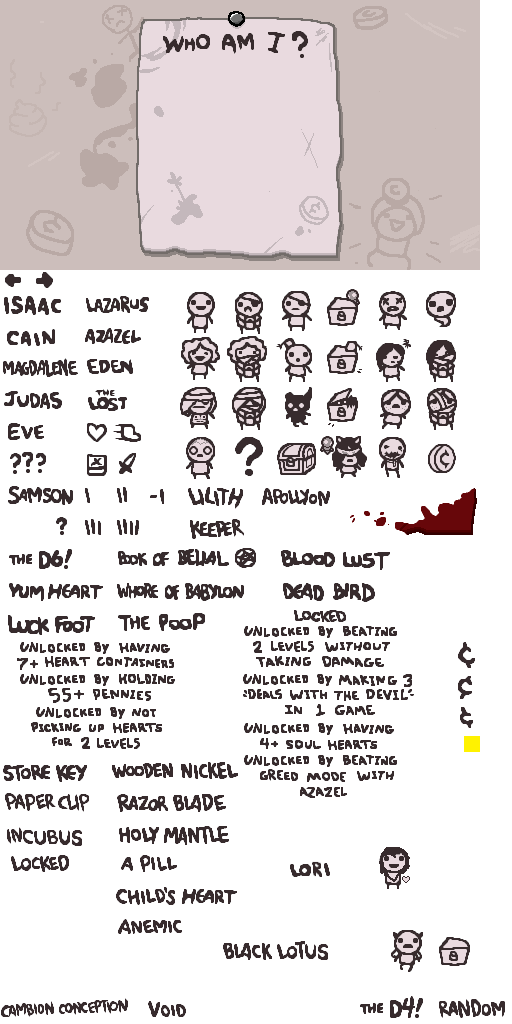 WHO AM I?
ISAAC LAZARUS
CAIN AZAZEL
MAGDALENE EDEN
JUDAS THE LOST
EVE
???
?
SAMSON I II -I LILITH APOLLYON
? III IIII KEEPER
THE D6! BOOK OF BELIAL BLOOD LUST
YUM HEART WHORE OF BABYLON DEAD BIRD
LUCK FOOT THE POOP
LOCKED
UNLOCKED BY HAVING
7+ HEART CONTAINERS
UNLOCKED BY HOLDING
55+ PENNIES
UNLOCKED BY NOT
PICKING UP HEARTS
FOR 2 LEVELS
UNLOCKED BY BEATING
2 LEVELS WITHOUT
TAKING DAMAGE
UNLOCKED BY MAKING 3
"DEALS WITH THE DEVIL"
IN 1 GAME
UNLOCKED BY HAVING
4+ SOUL HEARTS
UNLOCKED BY BEATING
GREED MODE WITH
AZAZEL
¢
¢
¢
STORE KEY WOODEN NICKEL
PAPER CLIP RAZOR BLADE
INCUBUS HOLY MANTLE
LOCKED A PILL
LORI
CHILD'S HEART
ANEMIC
BLACK LOTUS
CAMBION CONCEPTION VOID THE D4! RANDOM